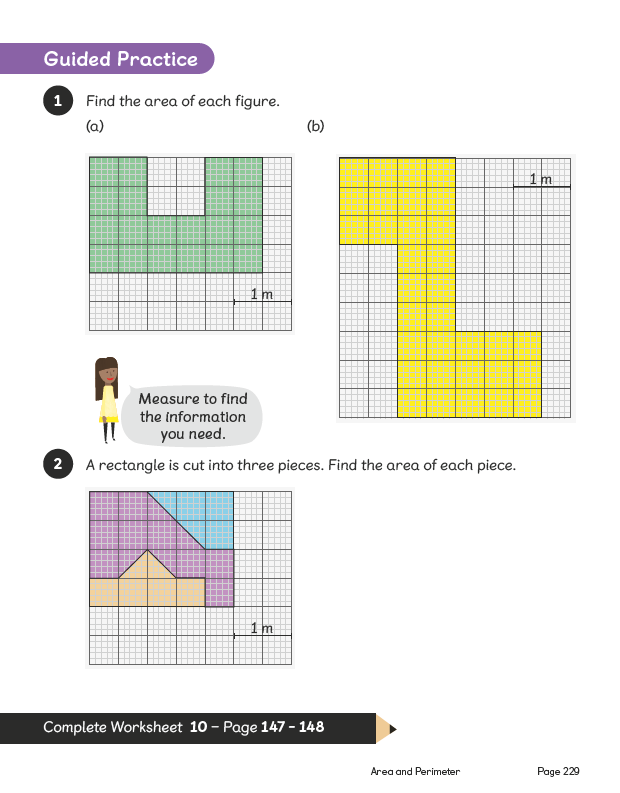 Guided Practice
1 Find the area of each figure.
(a) (b)
1 m
1 m
Measure to find
the information
you need.
2 A rectangle is cut into three pieces. Find the area of each piece.
1 m
Complete Worksheet 10 – Page 147 - 148
Area and Perimeter Page 229